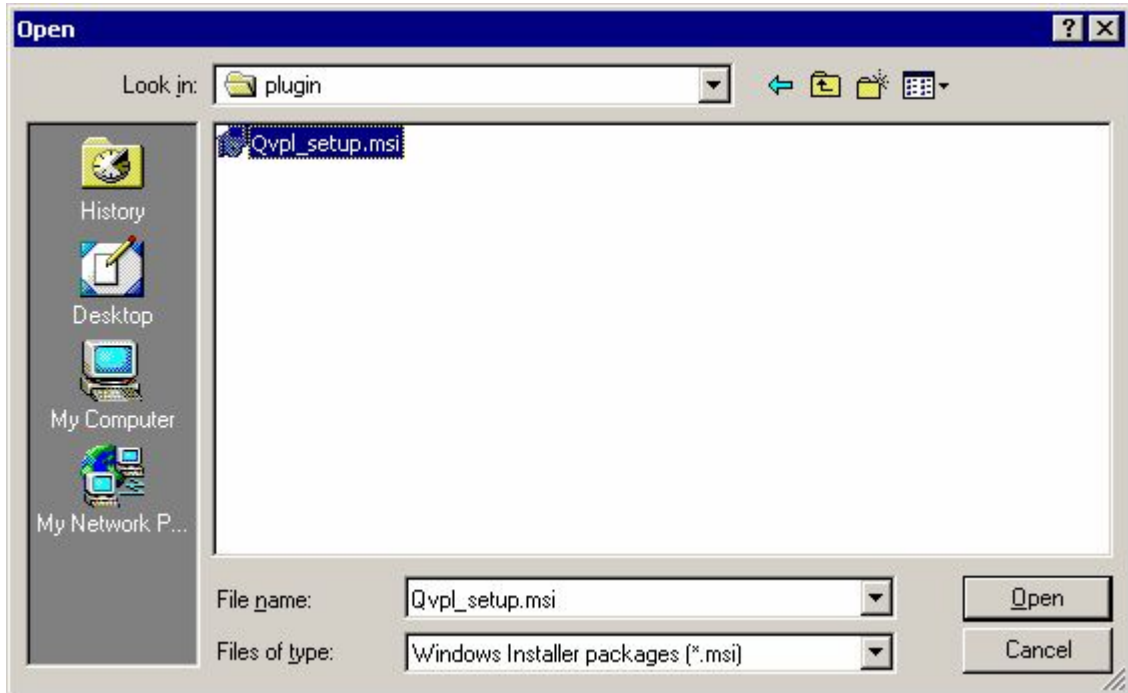 Open
Look in: plugin
Qvpl_setup.msi
History
Desktop
My Computer
My Network P...
File name: Qvpl_setup.msi Open
Files of type: Windows Installer packages (*.msi) Cancel